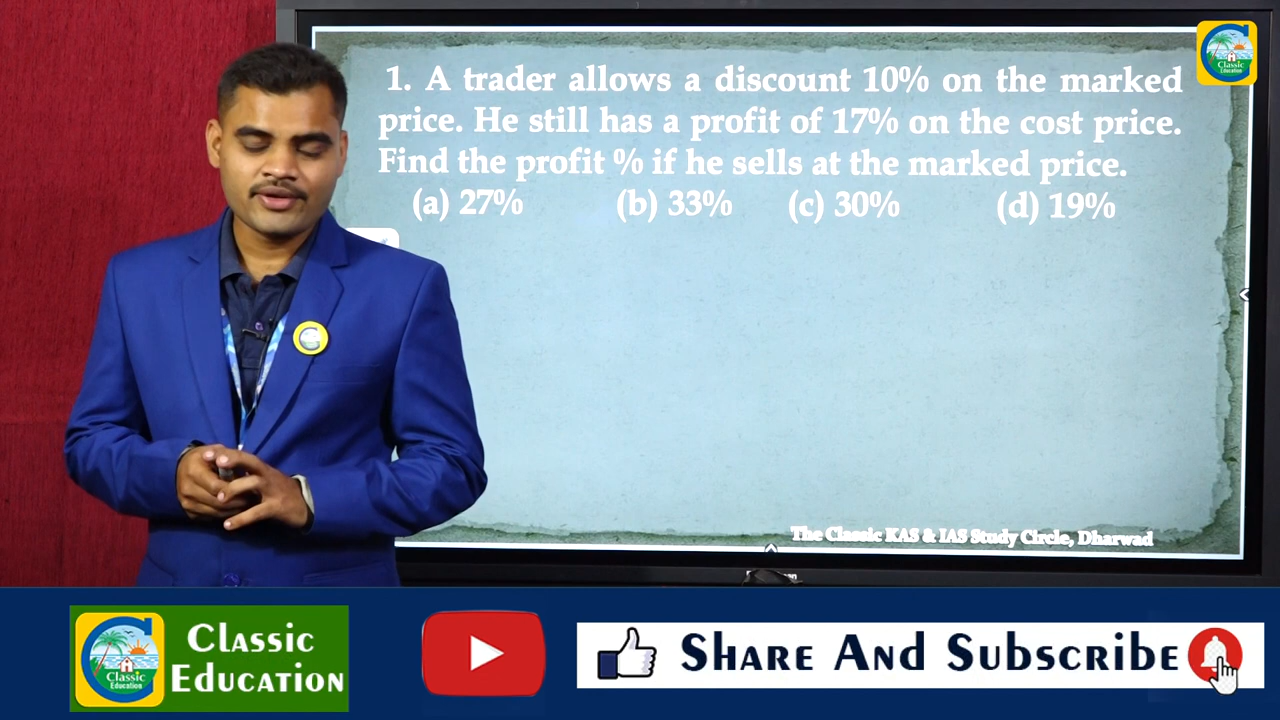 1. A trader allows a discount 10% on the marked
price. He still has a profit of 17% on the cost price.
Find the profit % if he sells at the marked price.
(a) 27% (b) 33% (c) 30% (d) 19%
Classic
Education
The Classic KAS & IAS Study Circle, Dharwad
Classic
Education
Classic
Education
Share And Subscribe